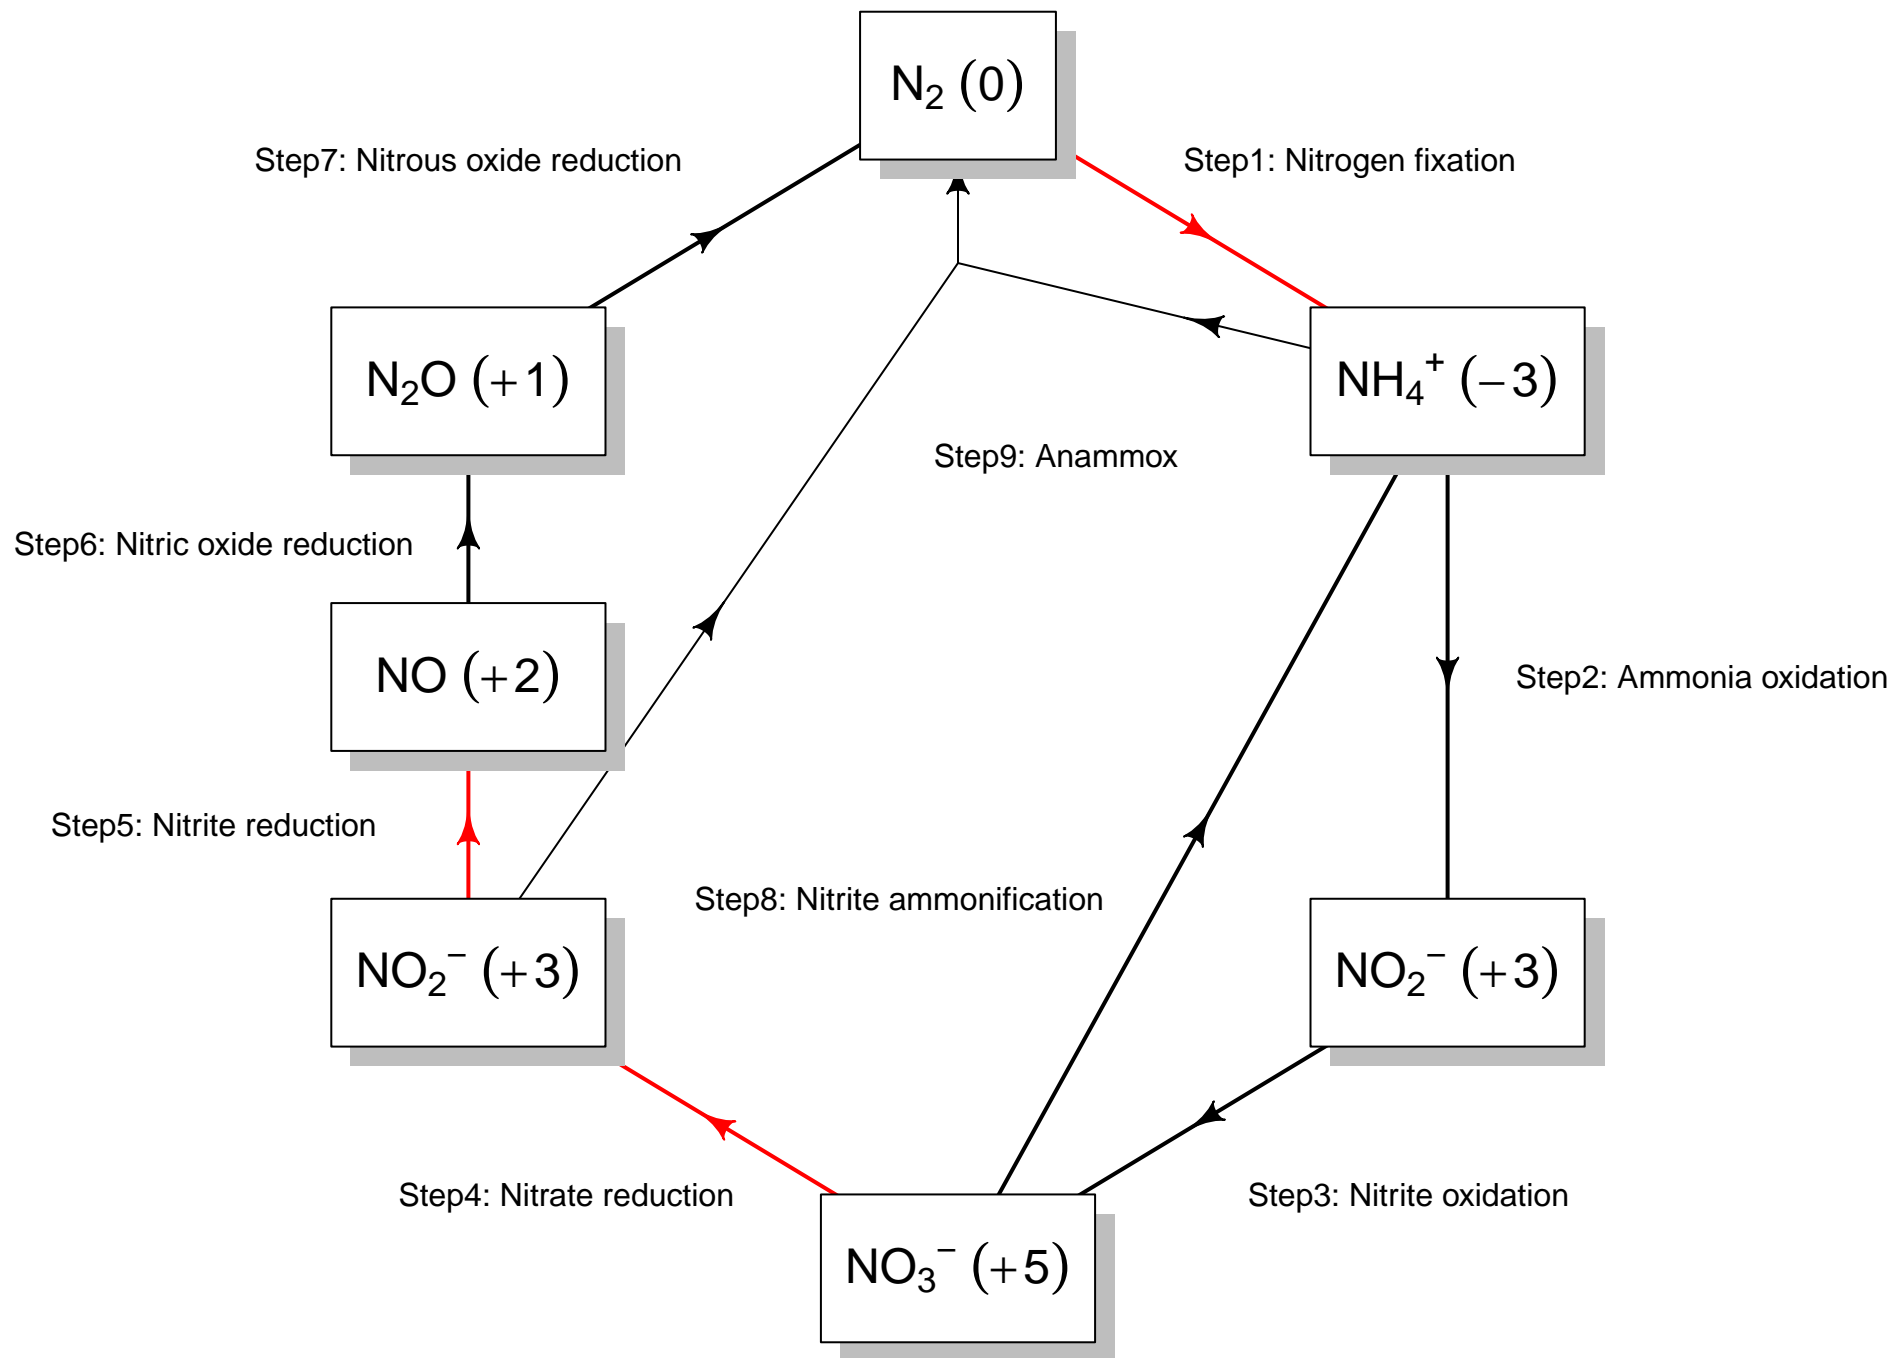 N₂ (0)
Step7: Nitrous oxide reduction
Step1: Nitrogen fixation
N₂O (+1)
NH₄⁺ (−3)
Step9: Anammox
Step6: Nitric oxide reduction
NO (+2)
Step2: Ammonia oxidation
Step5: Nitrite reduction
Step8: Nitrite ammonification
NO₂⁻ (+3)
NO₂⁻ (+3)
Step4: Nitrate reduction
Step3: Nitrite oxidation
NO₃⁻ (+5)